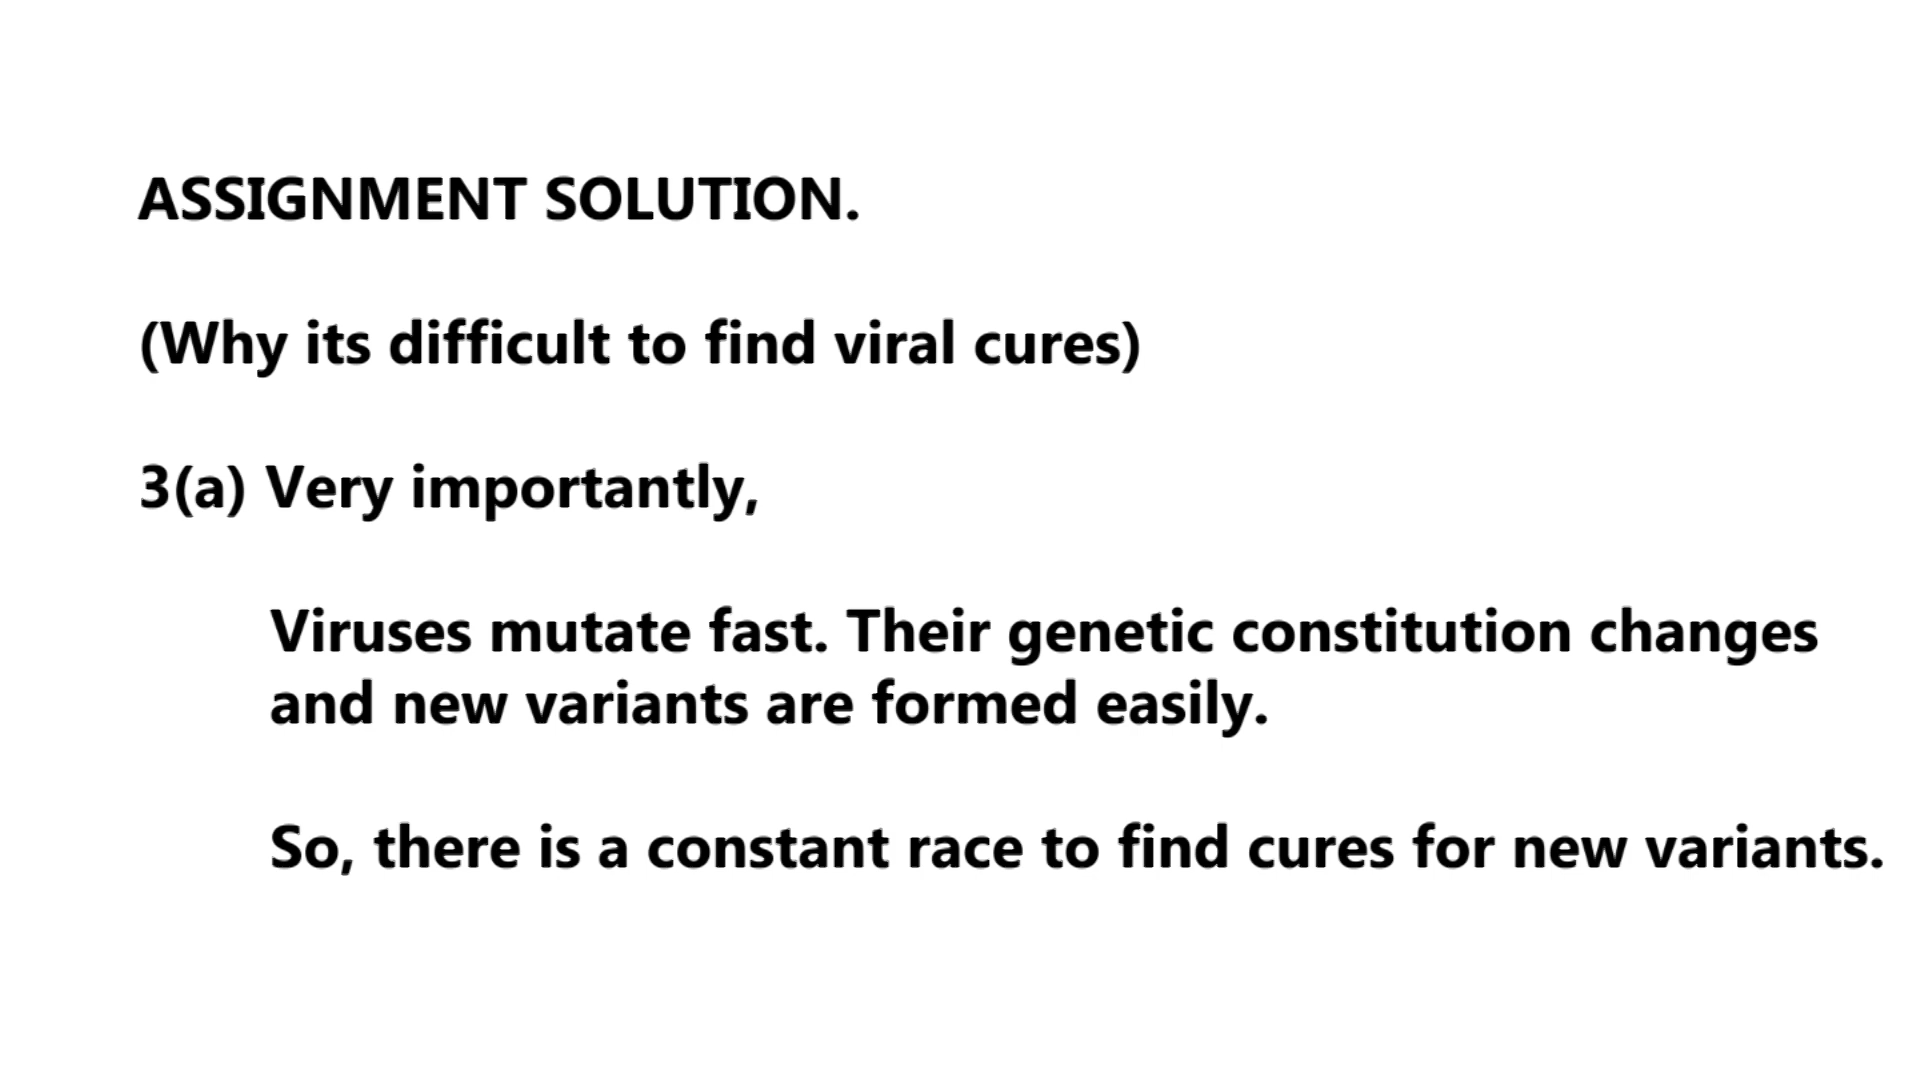 ASSIGNMENT SOLUTION.
(Why its difficult to find viral cures)
3(a) Very importantly,
Viruses mutate fast. Their genetic constitution changes
and new variants are formed easily.
So, there is a constant race to find cures for new variants.